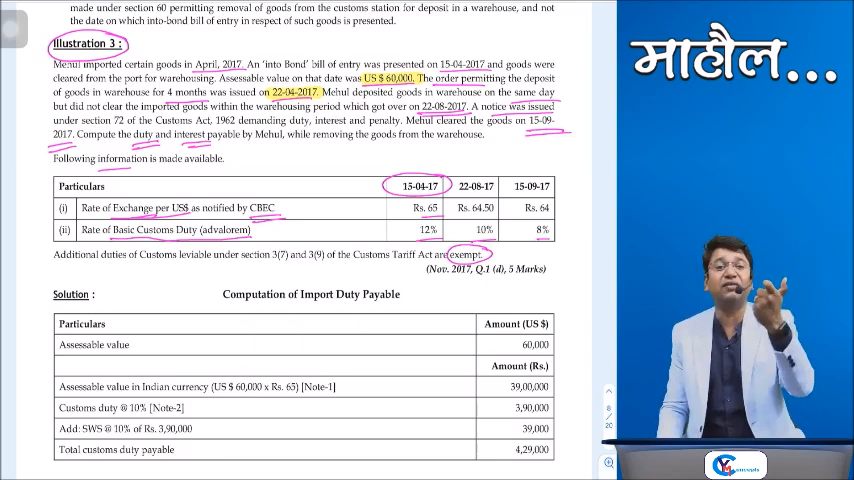 made under section 60 permitting removal of goods from the customs station for deposit in a warehouse, and not
the date on which into-bond bill of entry in respect of such goods is presented.
Illustration 3 :
Mehul imported certain goods in April, 2017. An 'into Bond' bill of entry was presented on 15-04-2017 and goods were
cleared from the port for warehousing. Assessable value on that date was US $ 60,000. The order permitting the deposit
of goods in warehouse for 4 months was issued on 22-04-2017. Mehul deposited goods in warehouse on the same day
but did not clear the imported goods within the warehousing period which got over on 22-08-2017. A notice was issued
under section 72 of the Customs Act, 1962 demanding duty, interest and penalty. Mehul cleared the goods on 15-09-
2017. Compute the duty and interest payable by Mehul, while removing the goods from the warehouse.
Following information is made available.
Particulars 15-04-17 22-08-17 15-09-17
(i) Rate of Exchange per US$ as notified by CBEC Rs. 65 Rs. 64.50 Rs. 64
(ii) Rate of Basic Customs Duty (advalorem) 12% 10% 8%
Additional duties of Customs leviable under section 3(7) and 3(9) of the Customs Tariff Act are exempt.
(Nov. 2017, Q.1 (d), 5 Marks)
Solution : Computation of Import Duty Payable
Particulars Amount (US $)
Assessable value 60,000
Amount (Rs.)
Assessable value in Indian currency (US $ 60,000 x Rs. 65) [Note-1] 39,00,000
Customs duty @ 10% [Note-2] 3,90,000
Add: SWS @ 10% of Rs. 3,90,000 39,000
Total customs duty payable 4,29,000
माहौल...
8
/ 20